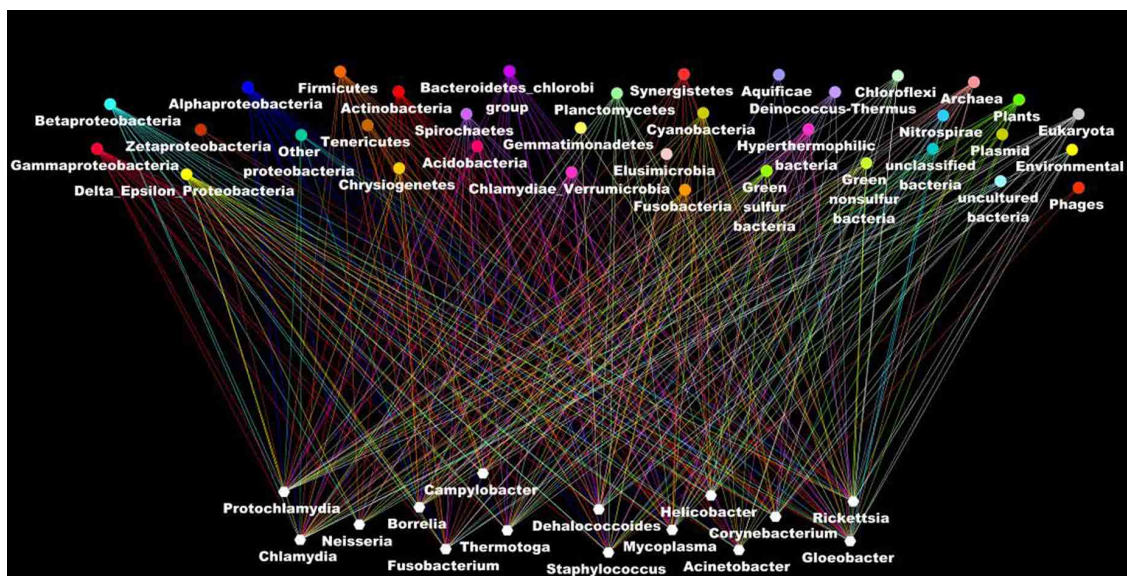 Firmicutes
Bacteroidetes_chlorobi
group
Synergistetes
Aquificae
Chloroflexi
Archaea
Alphaproteobacteria
Actinobacteria
Planctomycetes
Deinococcus-Thermus
Plants
Betaproteobacteria
Spirochaetes
Cyanobacteria
Nitrospirae
Eukaryota
Zetaproteobacteria
Other
proteobacteria
Tenericutes
Gemmatimonadetes
Hyperthermophilic
bacteria
Plasmid
Gammaproteobacteria
Acidobacteria
Elusimicrobia
unclassified
bacteria
Environmental
Delta_Epsilon_Proteobacteria
Chrysiogenetes
Chlamydiae_Verrumicrobia
Fusobacteria
Green
sulfur
bacteria
Green
nonsulfur
bacteria
uncultured
bacteria
Phages
Protochlamydia
Campylobacter
Borrelia
Dehalococcoides
Helicobacter
Rickettsia
Neisseria
Corynebacterium
Chlamydia
Thermotoga
Mycoplasma
Gloeobacter
Fusobacterium
Staphylococcus
Acinetobacter